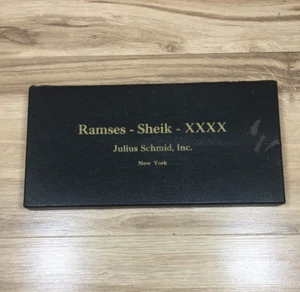 Ramses - Sheik - XXXX
Julius Schmid, Inc.
New York